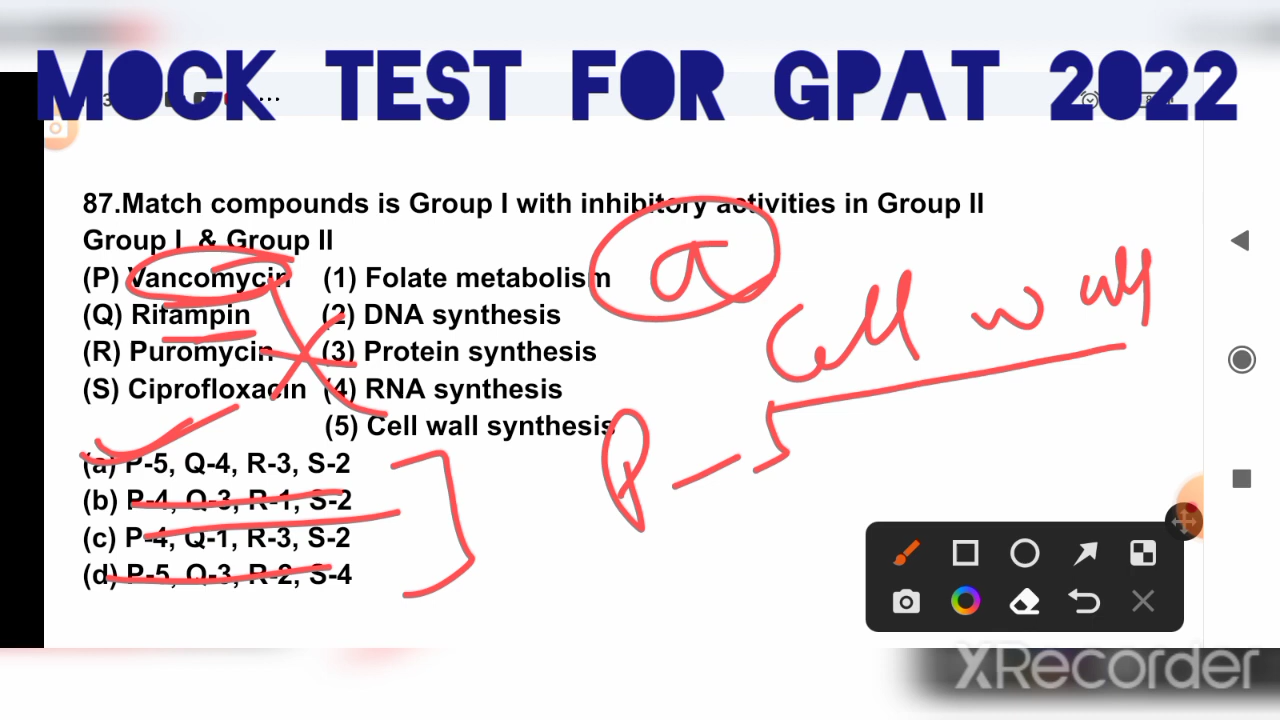 MOCK TEST FOR GPAT 2022
87.Match compounds is Group I with inhibitory activities in Group II
Group I & Group II
(P) Vancomycin (1) Folate metabolism
(Q) Rifampin (2) DNA synthesis
(R) Puromycin (3) Protein synthesis
(S) Ciprofloxacin (4) RNA synthesis
(5) Cell wall synthesis
(a) P-5, Q-4, R-3, S-2
(b) P-4, Q-3, R-1, S-2
(c) P-4, Q-1, R-3, S-2
(d) P-5, Q-3, R-2, S-4
a
Cell wall
P-5
XRecorder